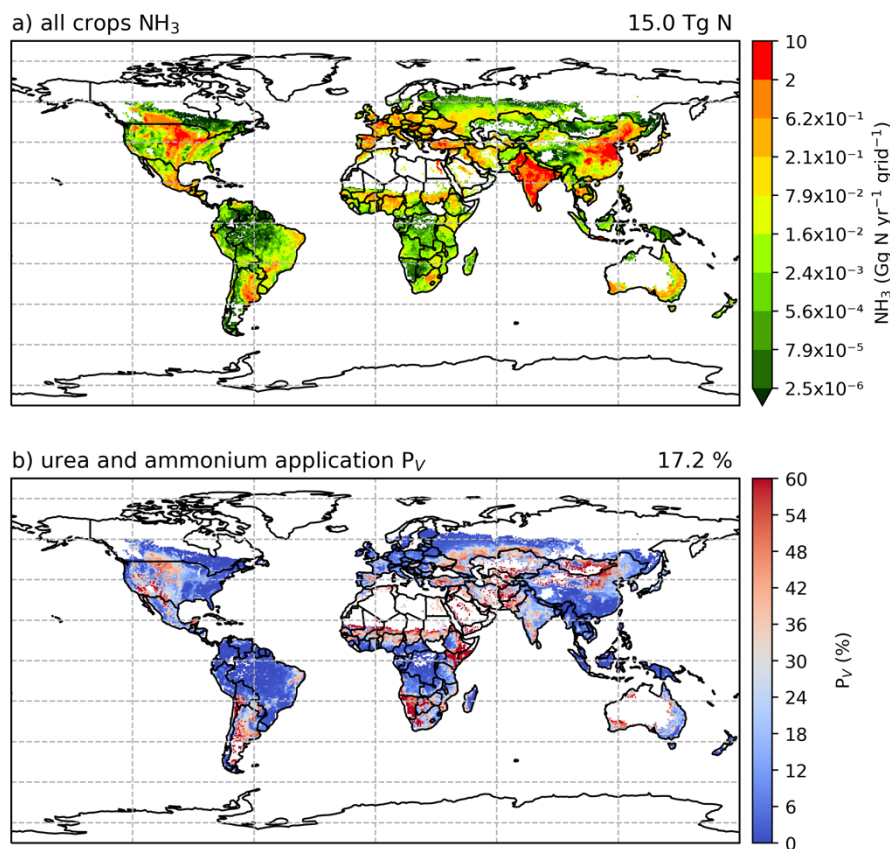 a) all crops NH₃ 15.0 Tg N
10
2
6.2x10⁻¹
2.1x10⁻¹
7.9x10⁻²
1.6x10⁻²
2.4x10⁻³
5.6x10⁻⁴
7.9x10⁻⁵
2.5x10⁻⁶
NH₃ (Gg N yr⁻¹ grid⁻¹)
b) urea and ammonium application P_V 17.2 %
60
54
48
42
36
30
24
18
12
6
0
P_V (%)